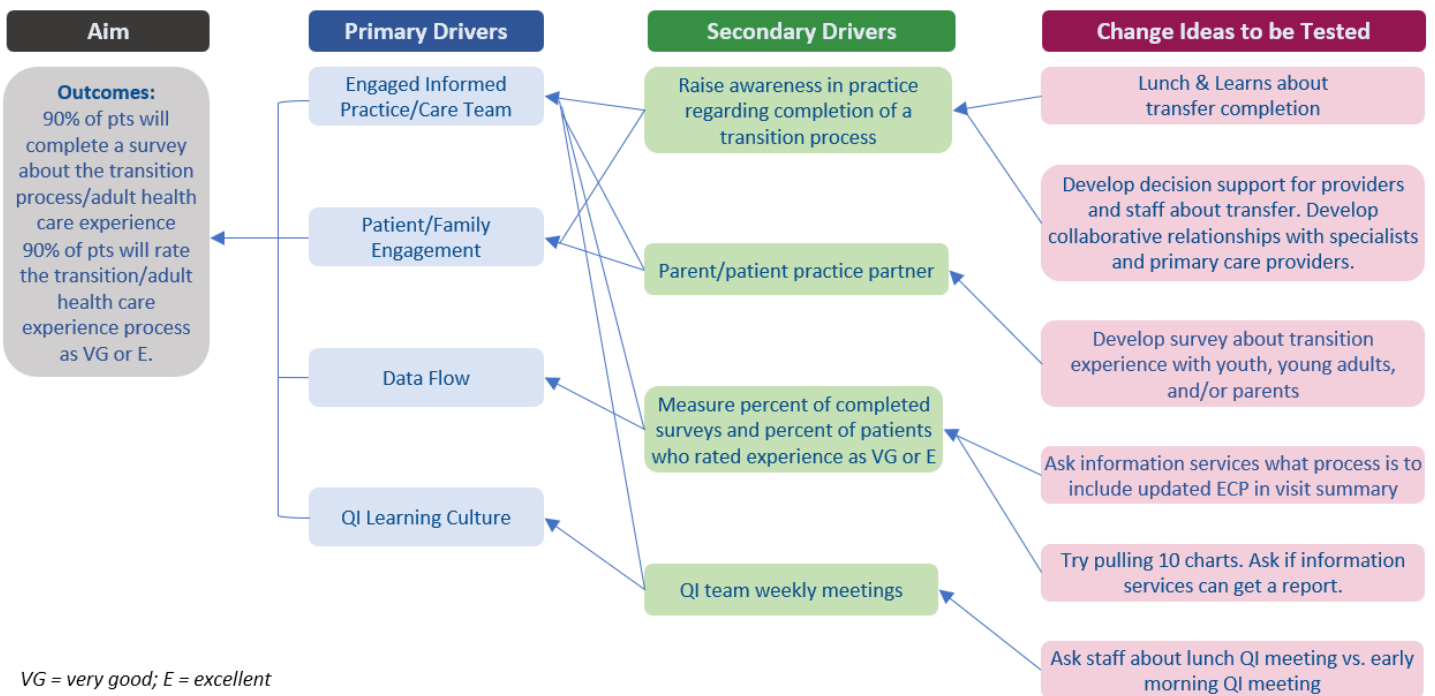 Aim
Primary Drivers
Secondary Drivers
Change Ideas to be Tested
Outcomes:
90% of pts will
complete a survey
about the transition
process/adult health
care experience
90% of pts will rate
the transition/adult
health care
experience process
as VG or E.
Engaged Informed
Practice/Care Team
Patient/Family
Engagement
Data Flow
QI Learning Culture
Raise awareness in practice
regarding completion of a
transition process
Parent/patient practice partner
Measure percent of completed
surveys and percent of patients
who rated experience as VG or E
QI team weekly meetings
Lunch & Learns about
transfer completion
Develop decision support for providers
and staff about transfer. Develop
collaborative relationships with specialists
and primary care providers.
Develop survey about transition
experience with youth, young adults,
and/or parents
Ask information services what process is to
include updated ECP in visit summary
Try pulling 10 charts. Ask if information
services can get a report.
Ask staff about lunch QI meeting vs. early
morning QI meeting
VG = very good; E = excellent